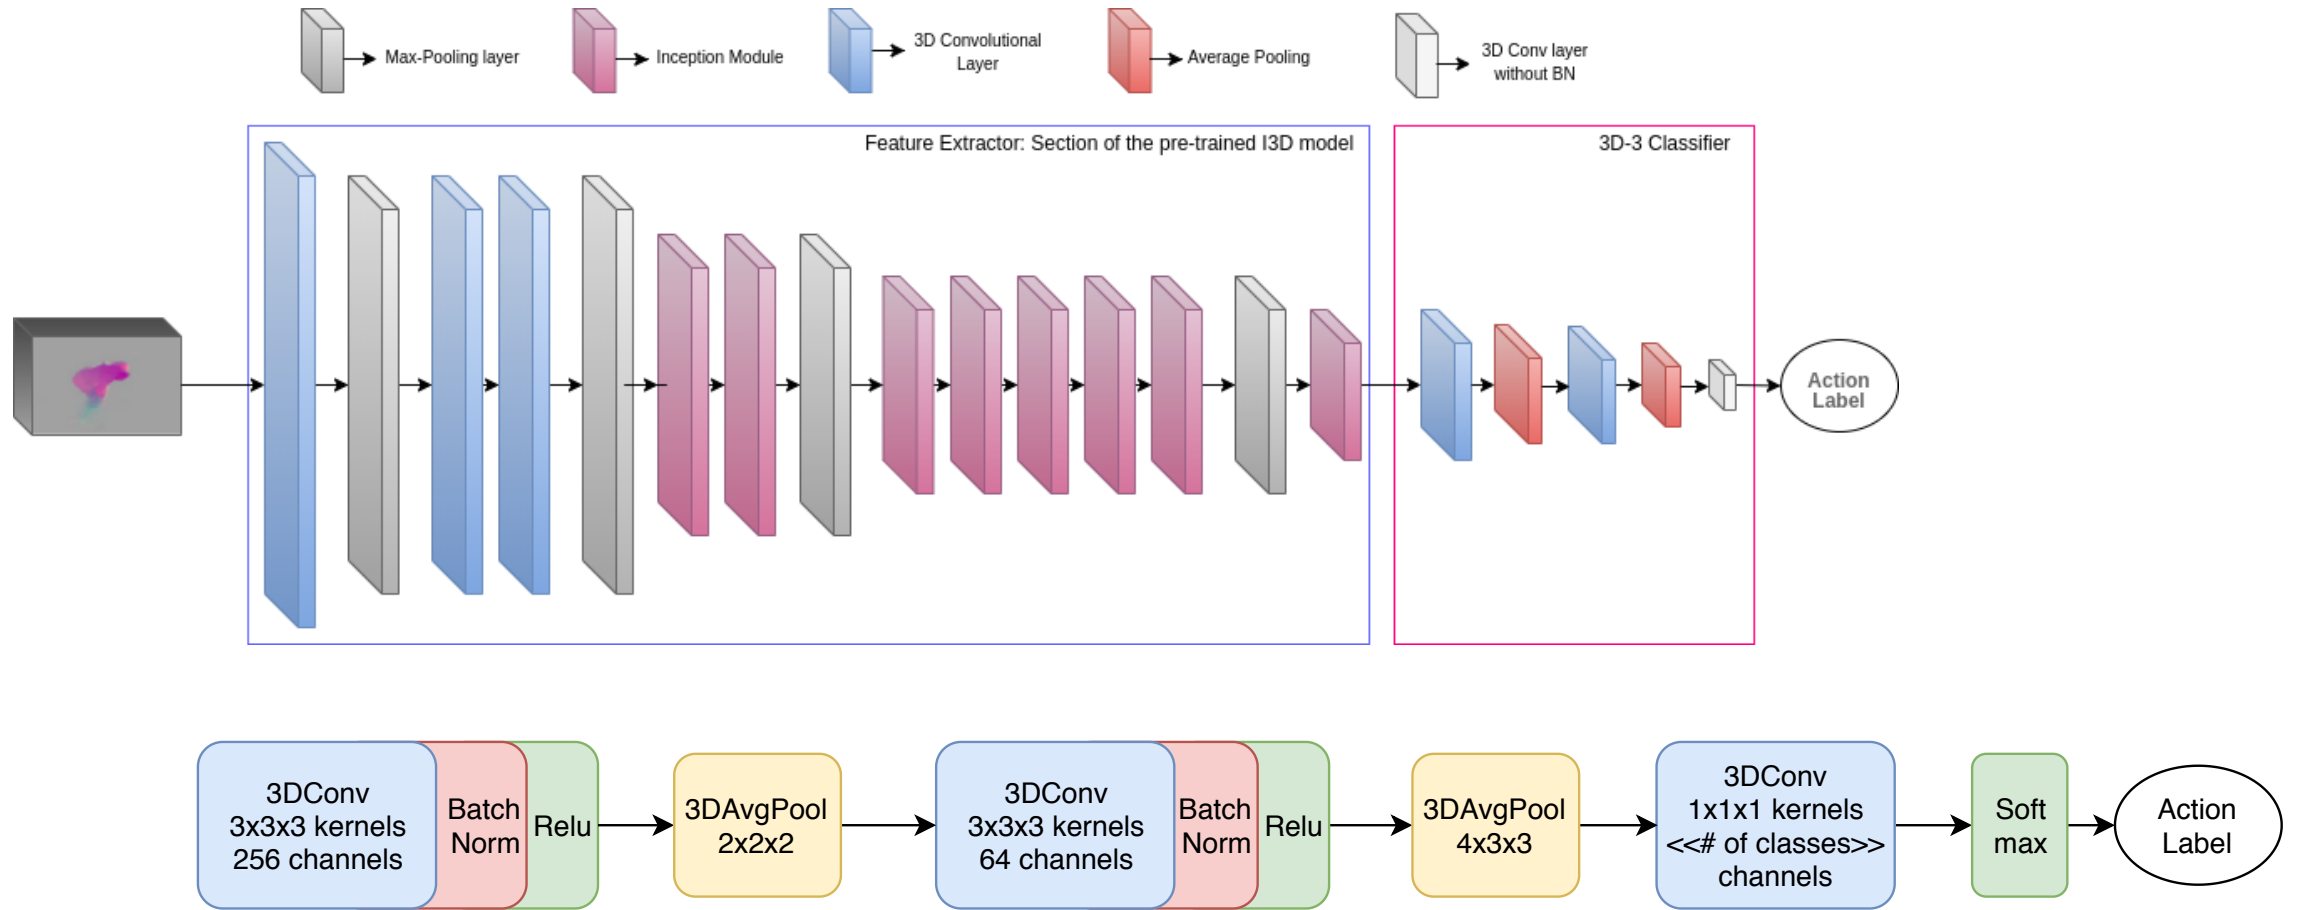 Max-Pooling layer
Inception Module
3D Convolutional
Layer
Average Pooling
3D Conv layer
without BN
Feature Extractor: Section of the pre-trained I3D model
3D-3 Classifier
Action
Label
3DConv
3x3x3 kernels
256 channels
Batch
Norm
Relu
3DAvgPool
2x2x2
3DConv
3x3x3 kernels
64 channels
Batch
Norm
Relu
3DAvgPool
4x3x3
3DConv
1x1x1 kernels
<<# of classes>>
channels
Soft
max
Action
Label